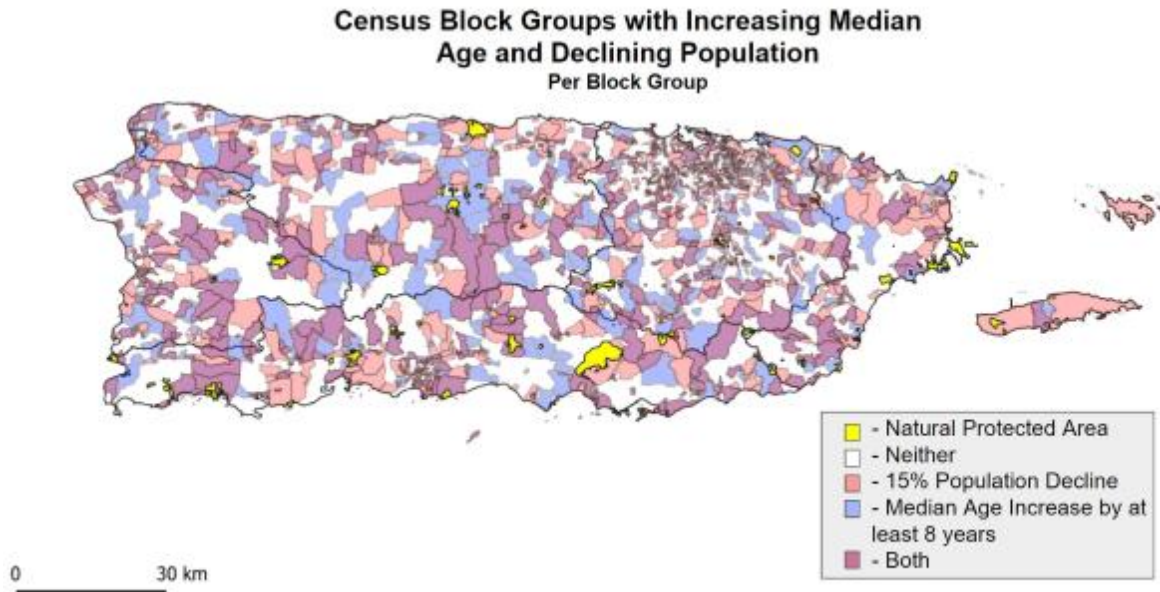 Census Block Groups with Increasing Median
Age and Declining Population
Per Block Group
- Natural Protected Area
- Neither
- 15% Population Decline
- Median Age Increase by at
least 8 years
- Both
0 30 km